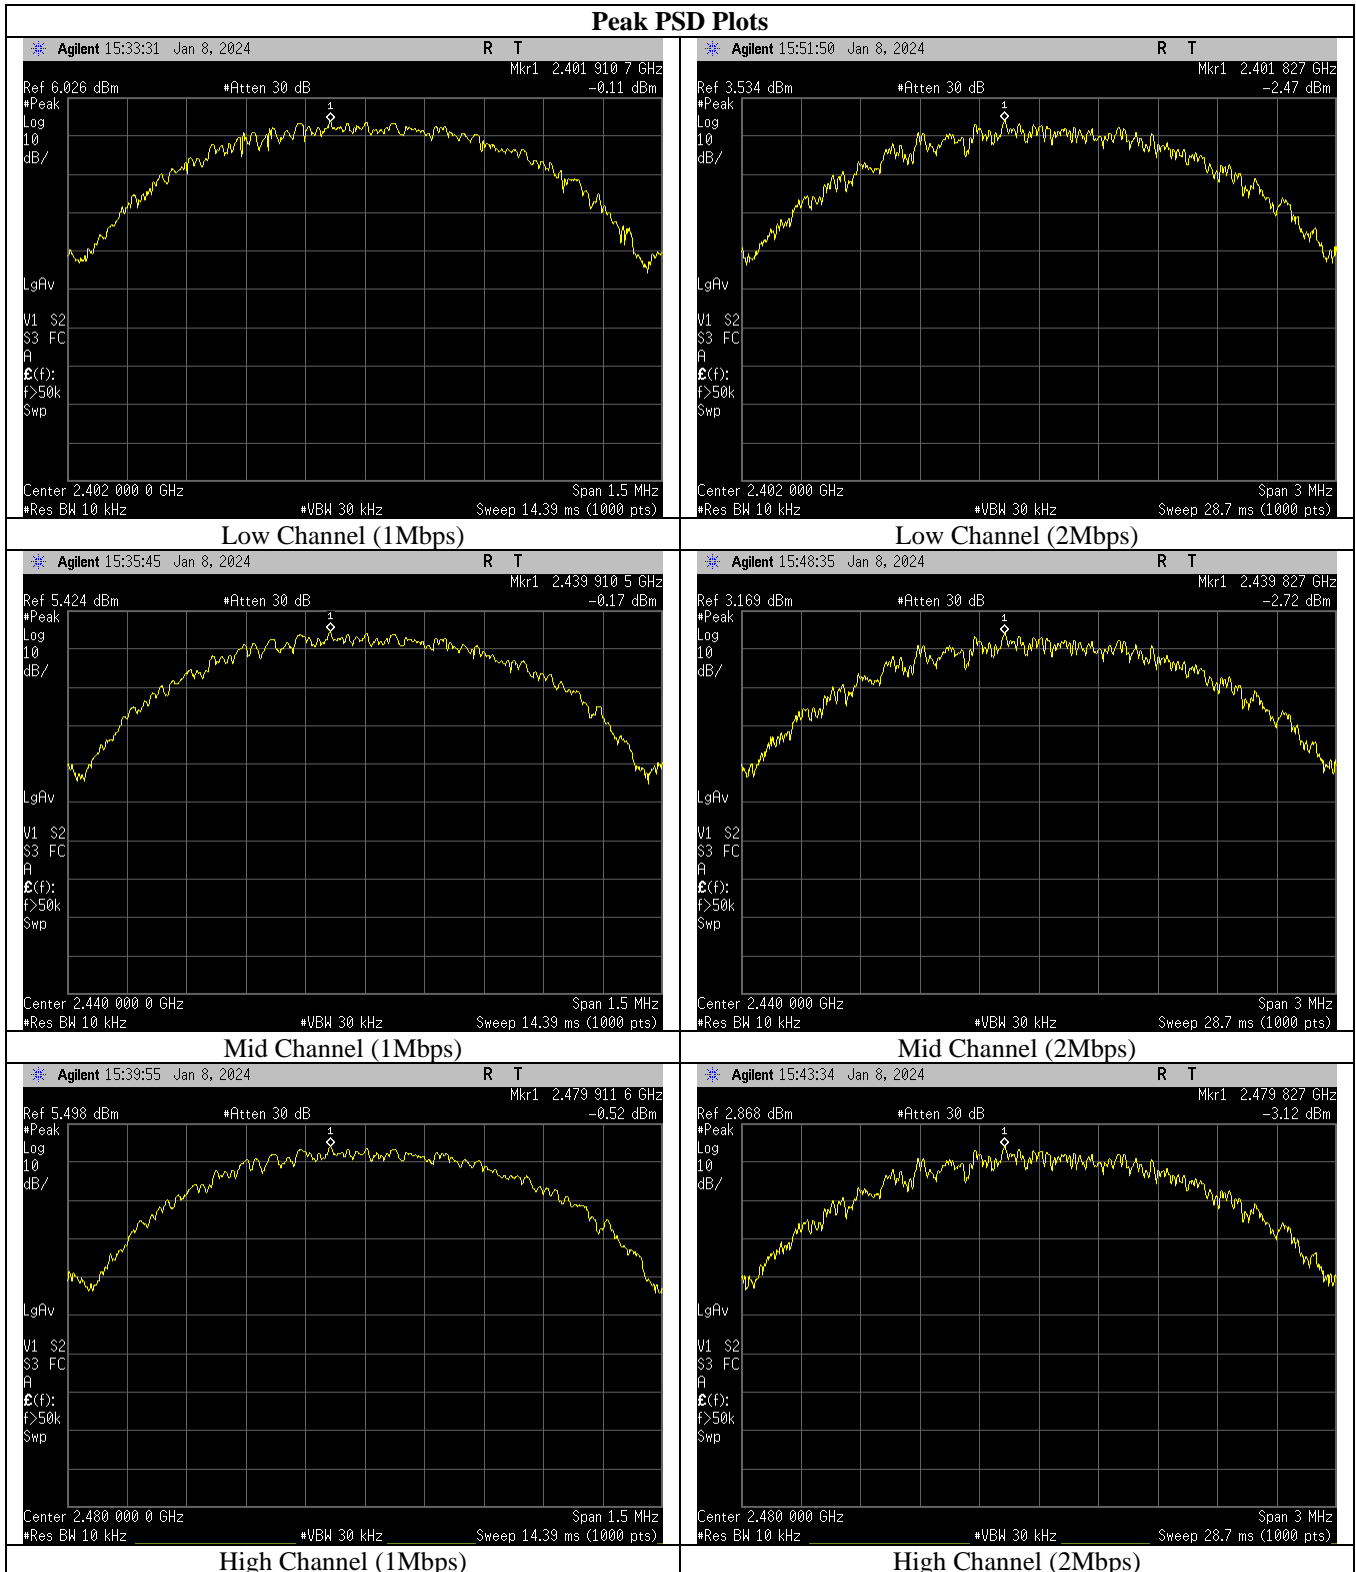 Peak PSD Plots
Agilent 15:33:31 Jan 8, 2024 R T
Mkr1 2.401 910 7 GHz
Ref 6.026 dBm #Atten 30 dB -0.11 dBm
#Peak
Log
10
dB/
1
LgAv
V1 S2
S3 FC
A
£(f):
f>50k
Swp
Center 2.402 000 0 GHz Span 1.5 MHz
#Res BW 10 kHz #VBW 30 kHz Sweep 14.39 ms (1000 pts)
Low Channel (1Mbps)
Agilent 15:51:50 Jan 8, 2024 R T
Mkr1 2.401 827 GHz
Ref 3.534 dBm #Atten 30 dB -2.47 dBm
#Peak
Log
10
dB/
1
LgAv
V1 S2
S3 FC
A
£(f):
f>50k
Swp
Center 2.402 000 GHz Span 3 MHz
#Res BW 10 kHz #VBW 30 kHz Sweep 28.7 ms (1000 pts)
Low Channel (2Mbps)
Agilent 15:35:45 Jan 8, 2024 R T
Mkr1 2.439 910 5 GHz
Ref 5.424 dBm #Atten 30 dB -0.17 dBm
#Peak
Log
10
dB/
1
LgAv
V1 S2
S3 FC
A
£(f):
f>50k
Swp
Center 2.440 000 0 GHz Span 1.5 MHz
#Res BW 10 kHz #VBW 30 kHz Sweep 14.39 ms (1000 pts)
Mid Channel (1Mbps)
Agilent 15:48:35 Jan 8, 2024 R T
Mkr1 2.439 827 GHz
Ref 3.169 dBm #Atten 30 dB -2.72 dBm
#Peak
Log
10
dB/
1
LgAv
V1 S2
S3 FC
A
£(f):
f>50k
Swp
Center 2.440 000 GHz Span 3 MHz
#Res BW 10 kHz #VBW 30 kHz Sweep 28.7 ms (1000 pts)
Mid Channel (2Mbps)
Agilent 15:39:55 Jan 8, 2024 R T
Mkr1 2.479 911 6 GHz
Ref 5.498 dBm #Atten 30 dB -0.52 dBm
#Peak
Log
10
dB/
1
LgAv
V1 S2
S3 FC
A
£(f):
f>50k
Swp
Center 2.480 000 0 GHz Span 1.5 MHz
#Res BW 10 kHz #VBW 30 kHz Sweep 14.39 ms (1000 pts)
High Channel (1Mbps)
Agilent 15:43:34 Jan 8, 2024 R T
Mkr1 2.479 827 GHz
Ref 2.868 dBm #Atten 30 dB -3.12 dBm
#Peak
Log
10
dB/
1
LgAv
V1 S2
S3 FC
A
£(f):
f>50k
Swp
Center 2.480 000 GHz Span 3 MHz
#Res BW 10 kHz #VBW 30 kHz Sweep 28.7 ms (1000 pts)
High Channel (2Mbps)